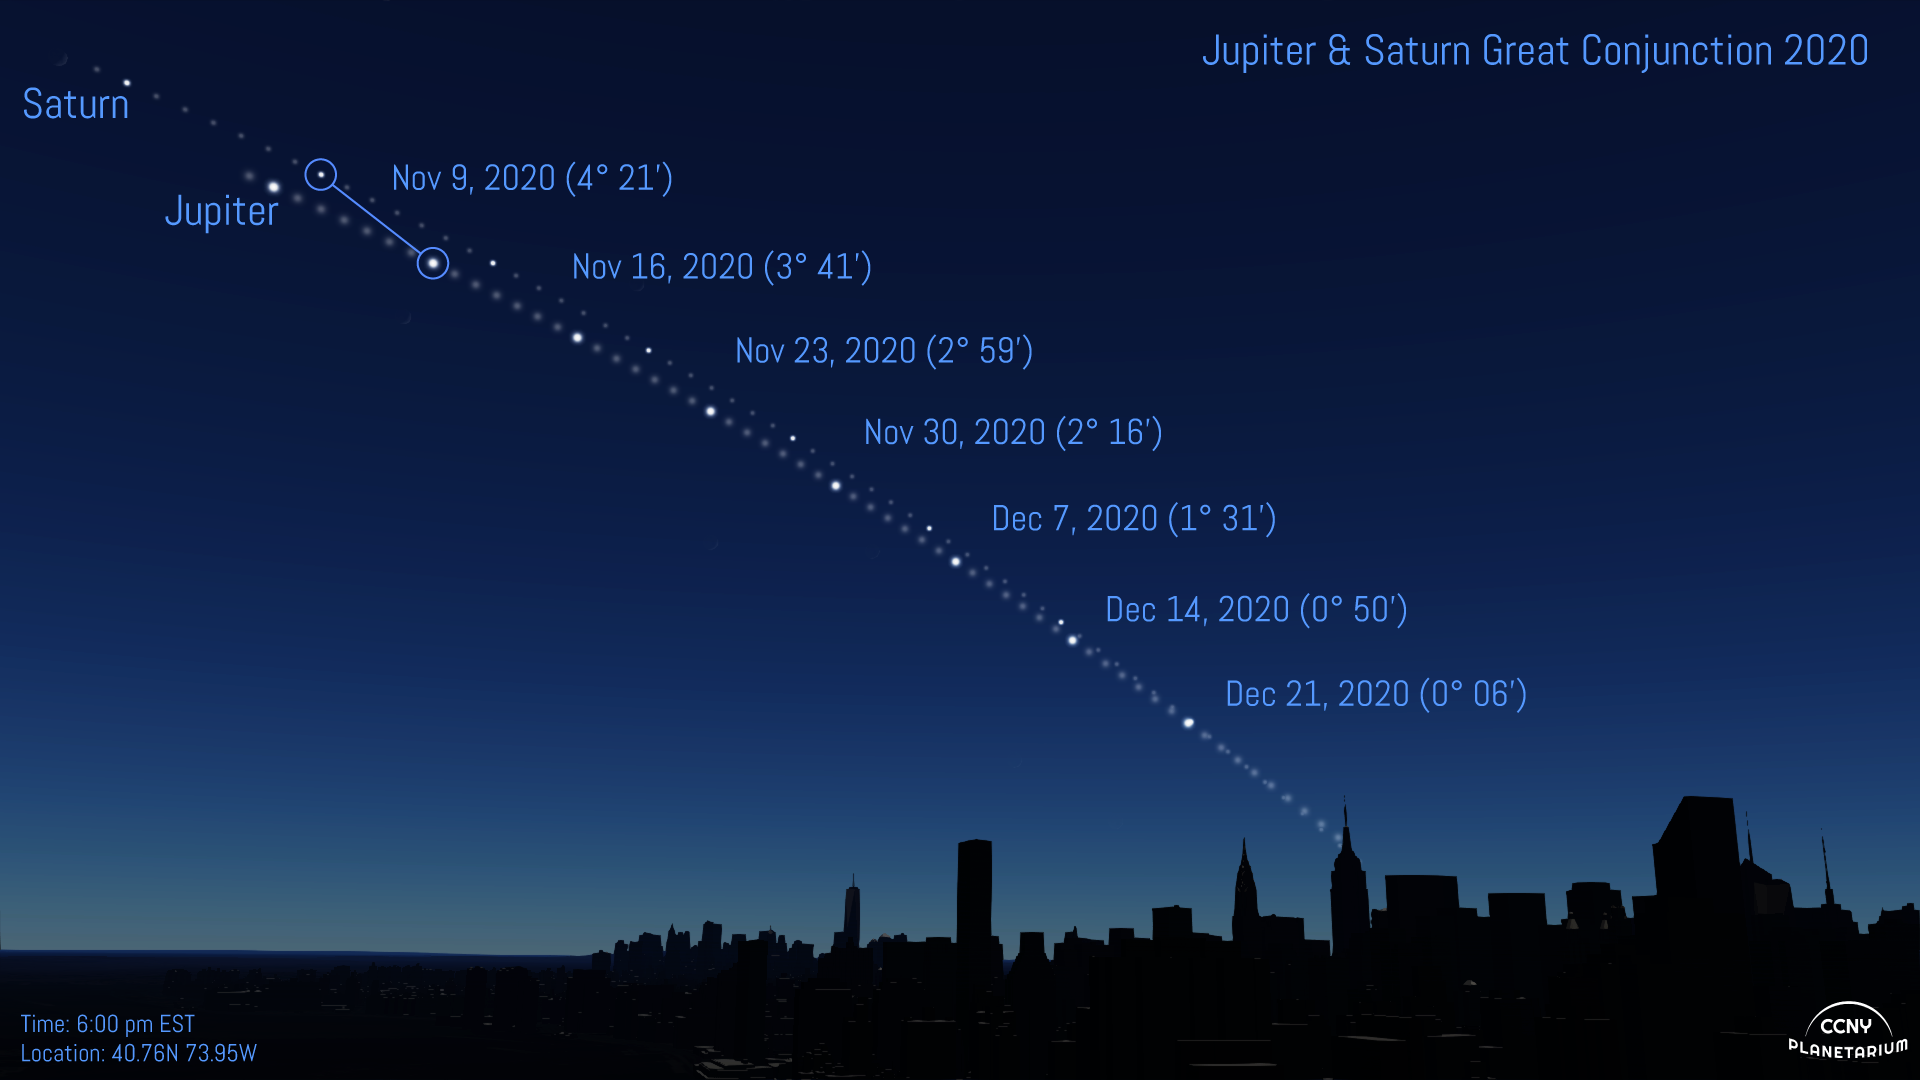 Jupiter & Saturn Great Conjunction 2020
Saturn
Jupiter
Nov 9, 2020 (4° 21')
Nov 16, 2020 (3° 41')
Nov 23, 2020 (2° 59')
Nov 30, 2020 (2° 16')
Dec 7, 2020 (1° 31')
Dec 14, 2020 (0° 50')
Dec 21, 2020 (0° 06')
Time: 6:00 pm EST
Location: 40.76N 73.95W
CCNY
PLANETARIUM